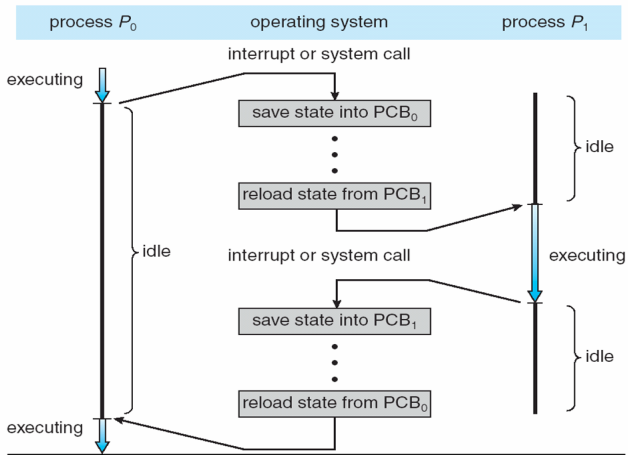 process P₀ operating system process P₁
interrupt or system call
executing
save state into PCB₀
idle
reload state from PCB₁
idle
interrupt or system call
executing
save state into PCB₁
idle
reload state from PCB₀
executing